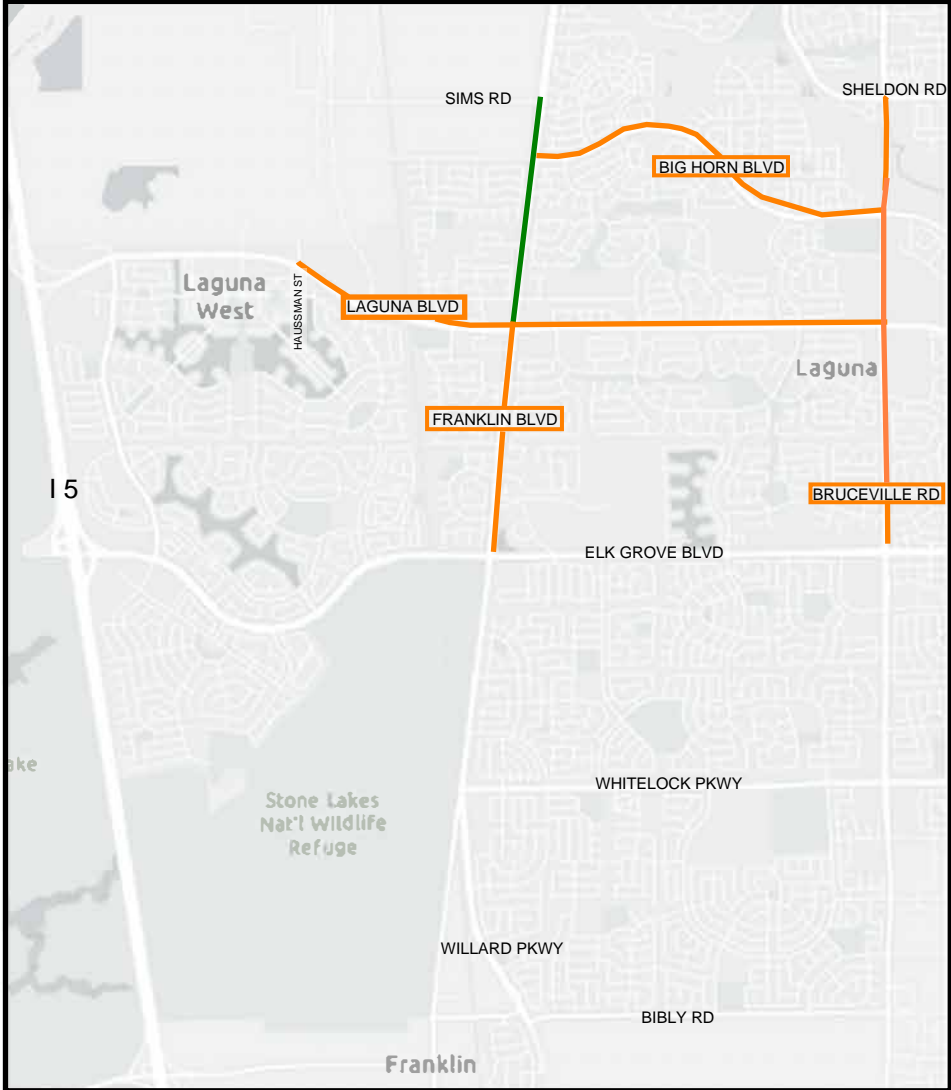 SIMS RD
SHELDON RD
BIG HORN BLVD
Laguna
West
HAUSSMAN ST
LAGUNA BLVD
Laguna
FRANKLIN BLVD
I 5
BRUCEVILLE RD
ELK GROVE BLVD
ake
WHITELOCK PKWY
Stone Lakes
Nat'l Wildlife
Refuge
WILLARD PKWY
BIBLY RD
Franklin